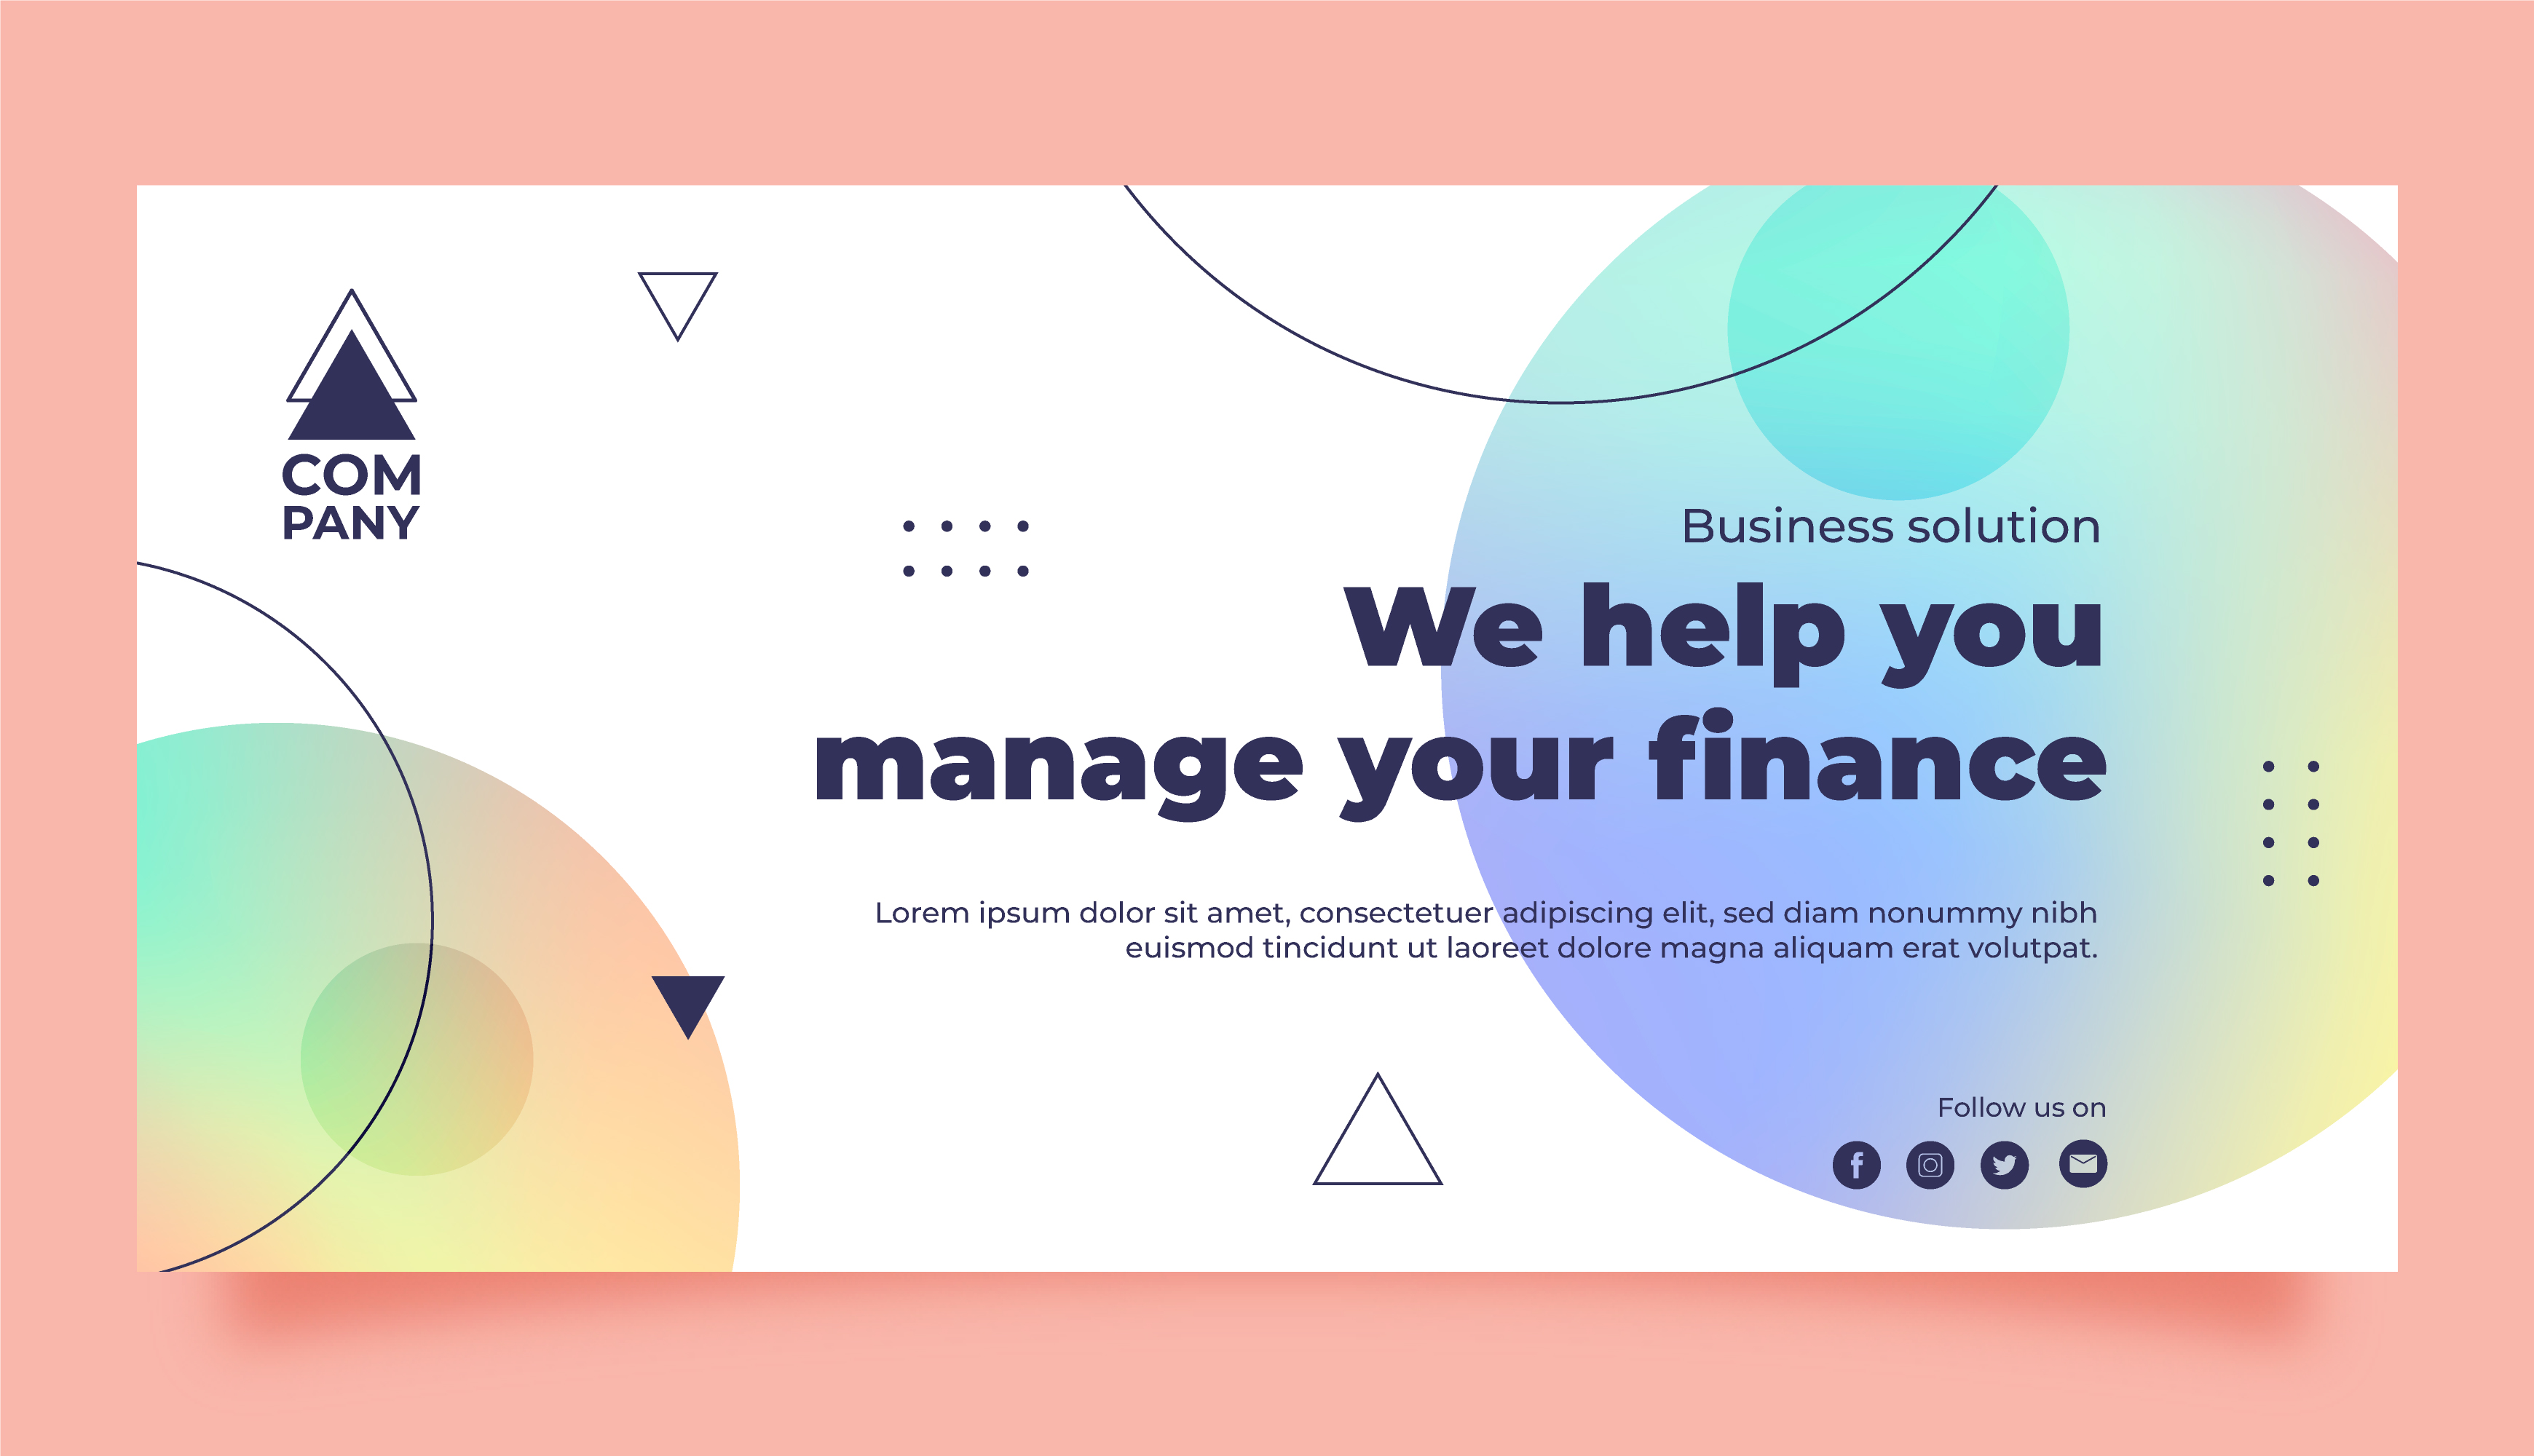 COM
PANY
Business solution
We help you
manage your finance
Lorem ipsum dolor sit amet, consectetuer adipiscing elit, sed diam nonummy nibh
euismod tincidunt ut laoreet dolore magna aliquam erat volutpat.
Follow us on